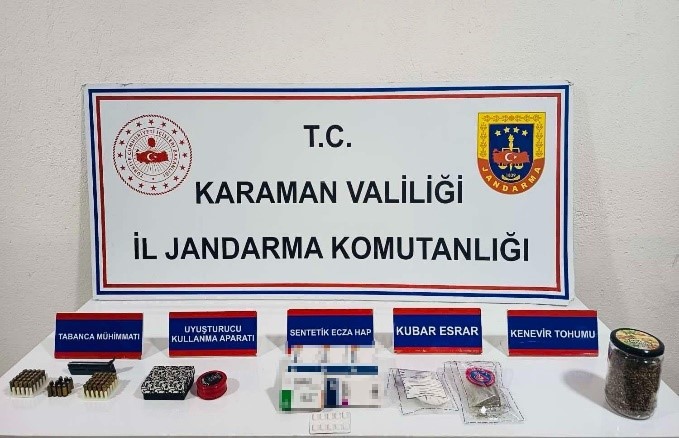 T.C.
KARAMAN VALİLİĞİ
İL JANDARMA KOMUTANLIĞI
JANDARMA
1839
TABANCA MÜHİMMATI
UYUŞTURUCU
KULLANMA APARATI
SENTETİK ECZA HAP
KUBAR ESRAR
KENEVİR TOHUMU